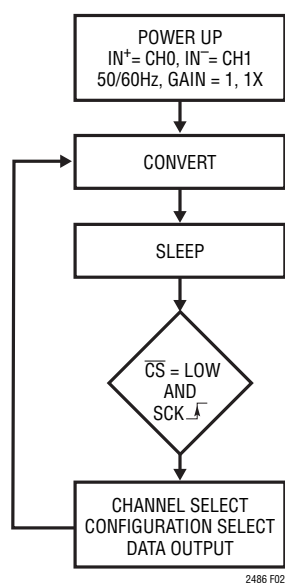 POWER UP
IN⁺= CH0, IN⁻= CH1
50/60Hz, GAIN = 1, 1X
CONVERT
SLEEP
C̅S̅ = LOW
AND
SCK
CHANNEL SELECT
CONFIGURATION SELECT
DATA OUTPUT
2486 F02